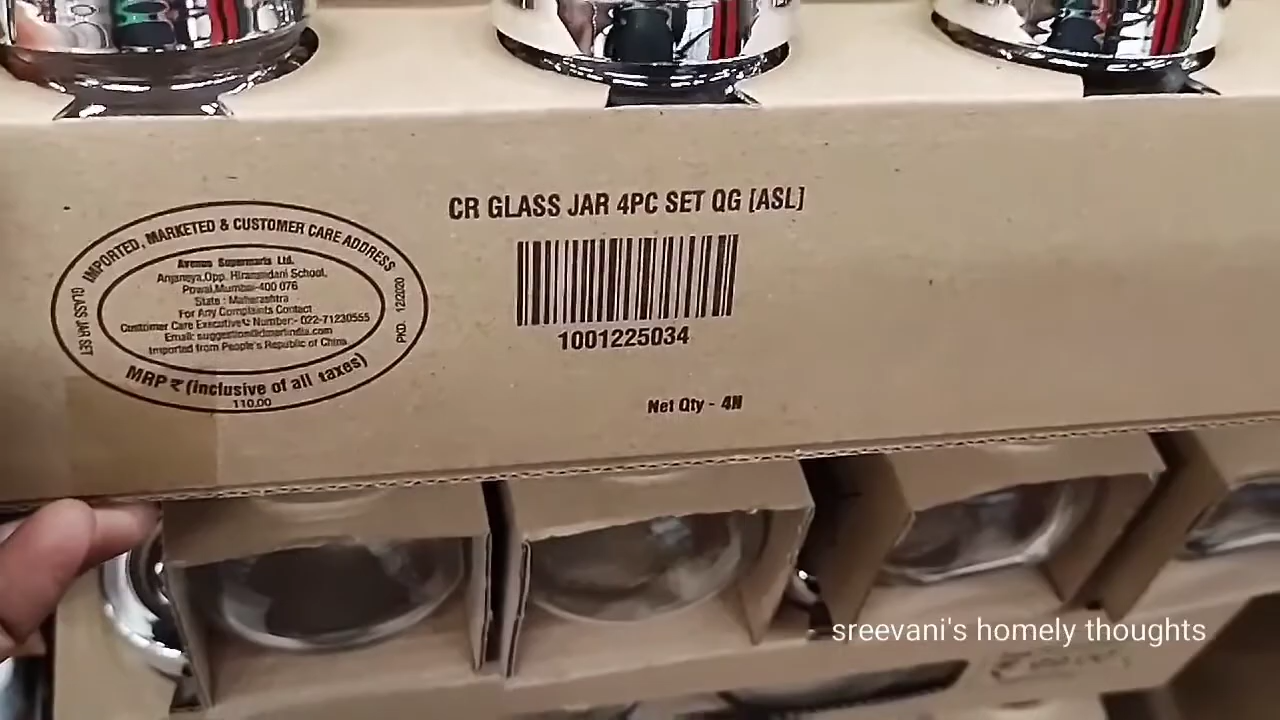 CR GLASS JAR 4PC SET QG [ASL]
1001225034
Net Qty - 4N
IMPORTED, MARKETED & CUSTOMER CARE ADDRESS
Avenue Supermarts Ltd.
Anjaneya,Opp. Hiranandani School,
Powai,Mumbai-400 076
State : Maharashtra
For Any Complaints Contact
Customer Care Executive's Number:- 022-71230555
Email: suggestion@dmartindia.com
Imported from People's Republic of China
GLASS JAR SET
PKD. 12/2020
MRP ₹ (Inclusive of all taxes)
110.00
sreevani's homely thoughts